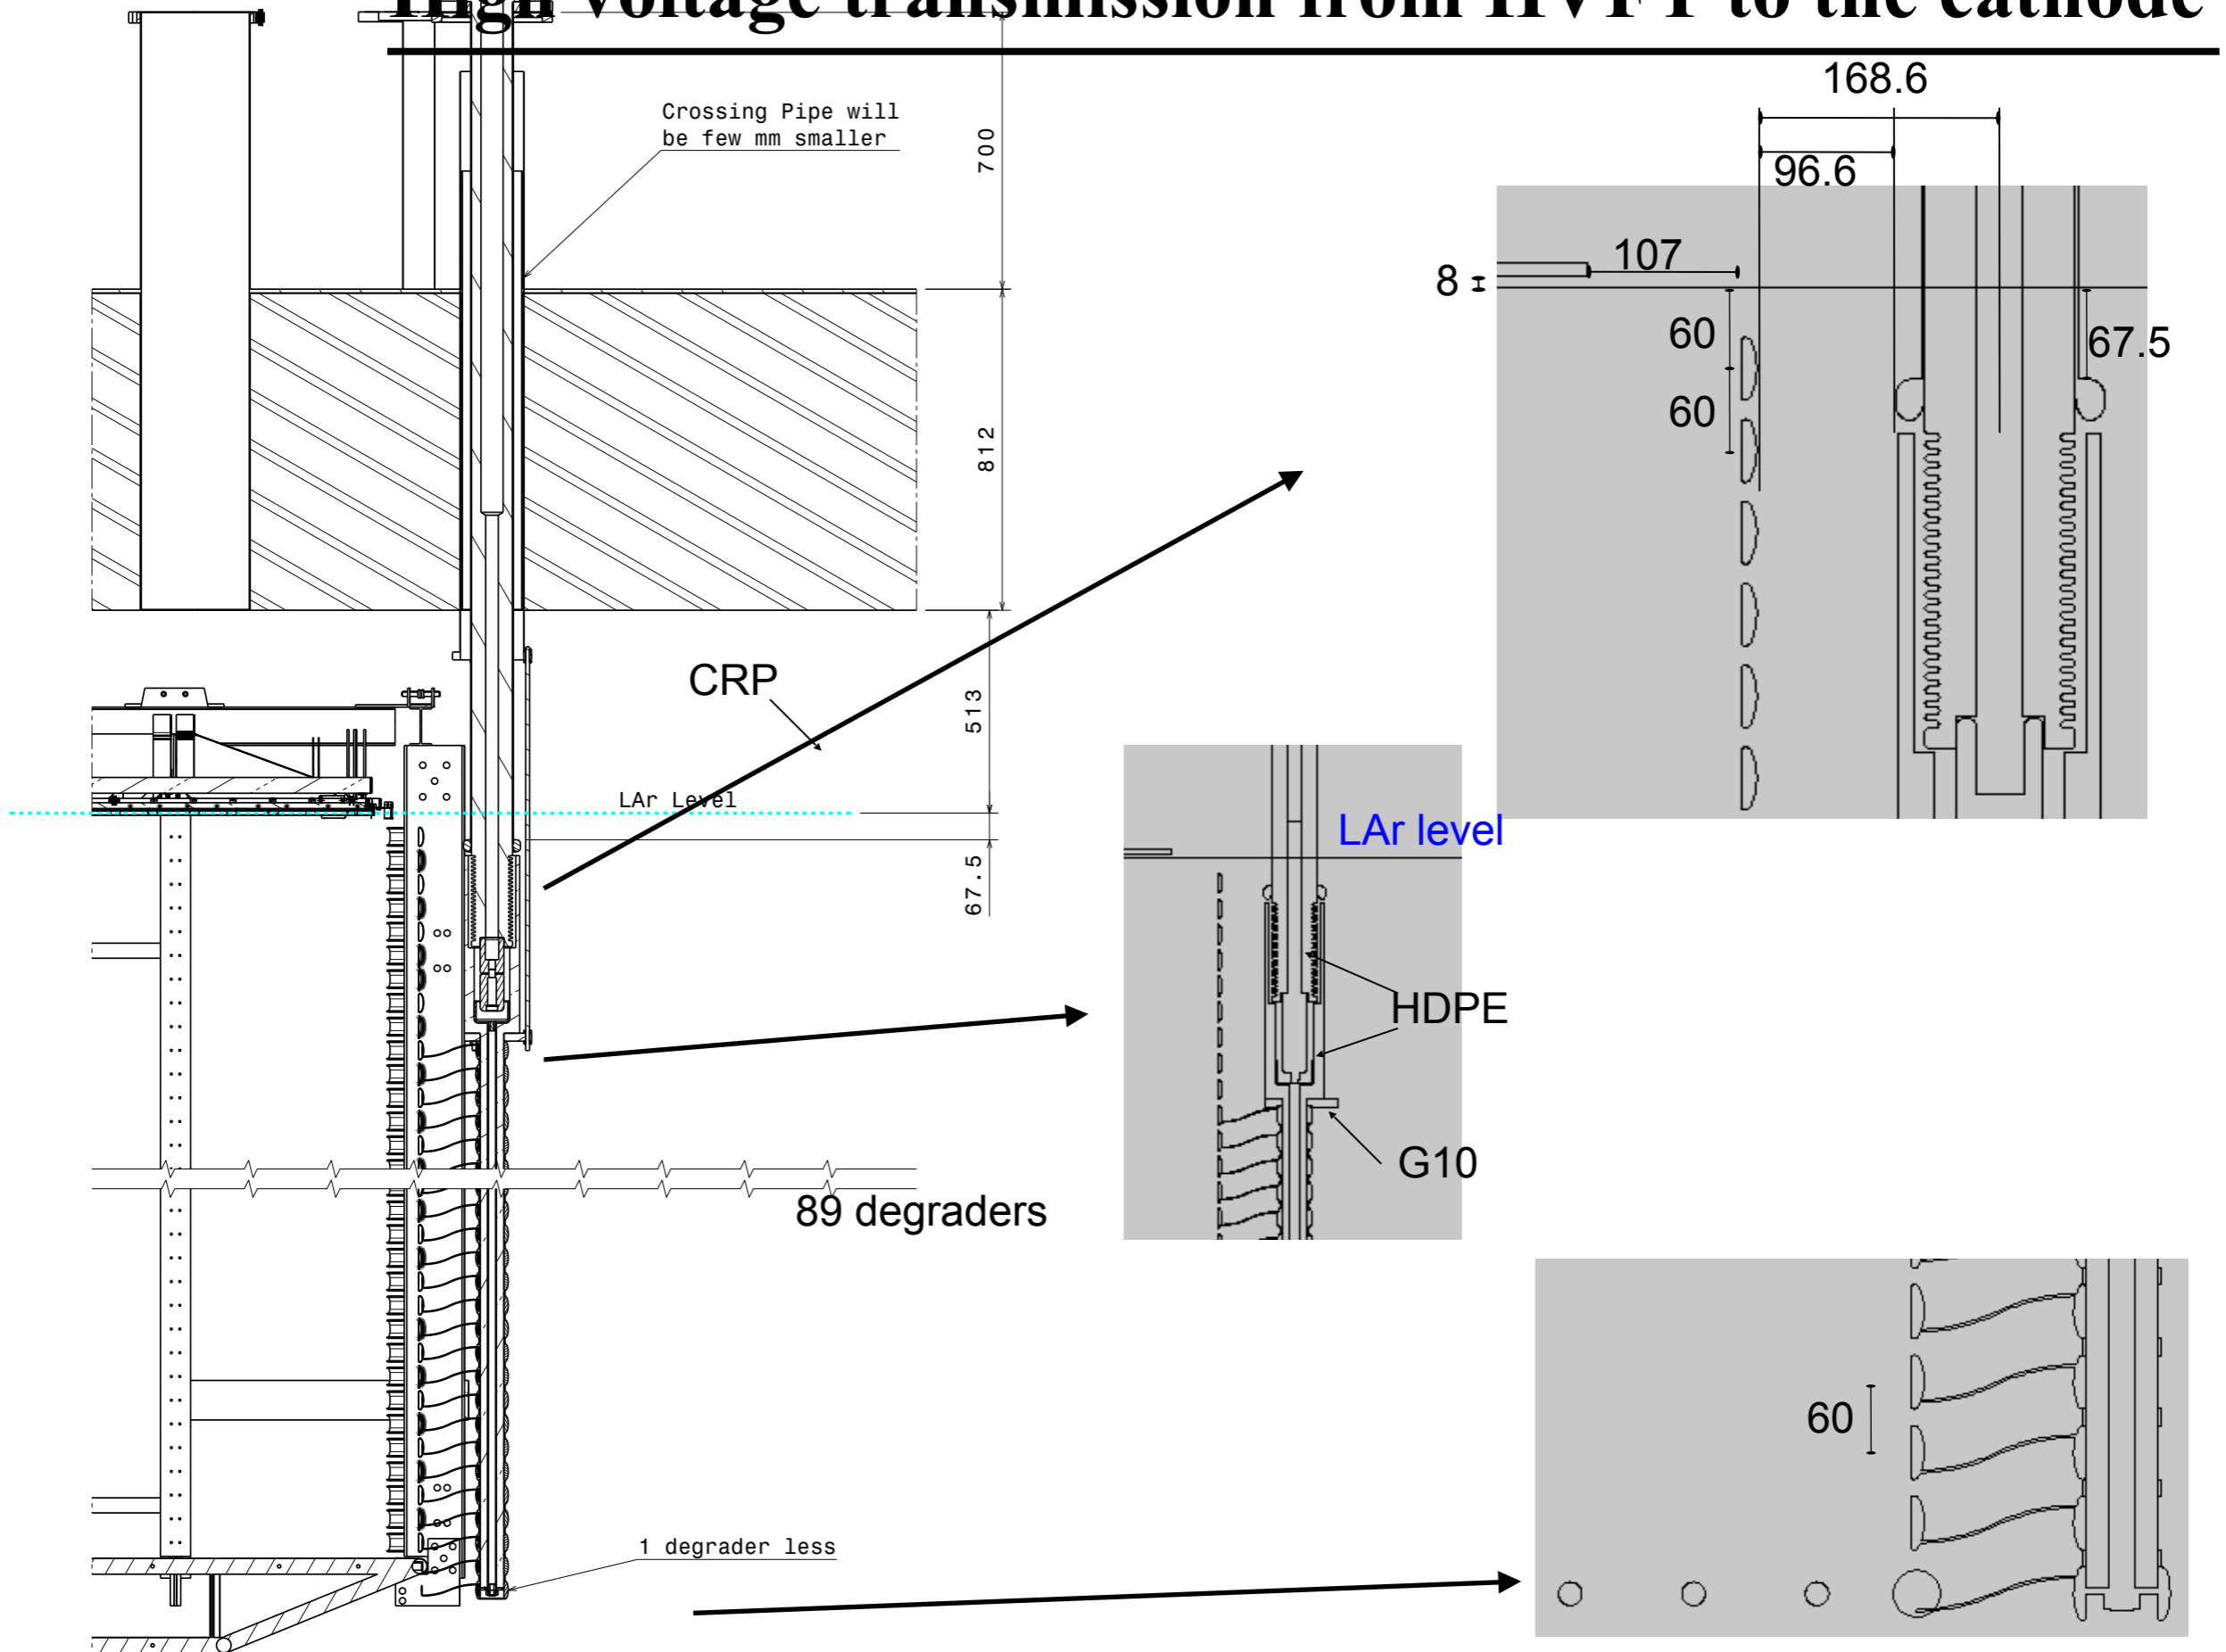 High voltage transmission from HVFT to the cathode
Crossing Pipe will
be few mm smaller
700
812
513
67.5
CRP
LAr Level
89 degraders
1 degrader less
168.6
96.6
107
8
60
60
67.5
LAr level
HDPE
G10
60